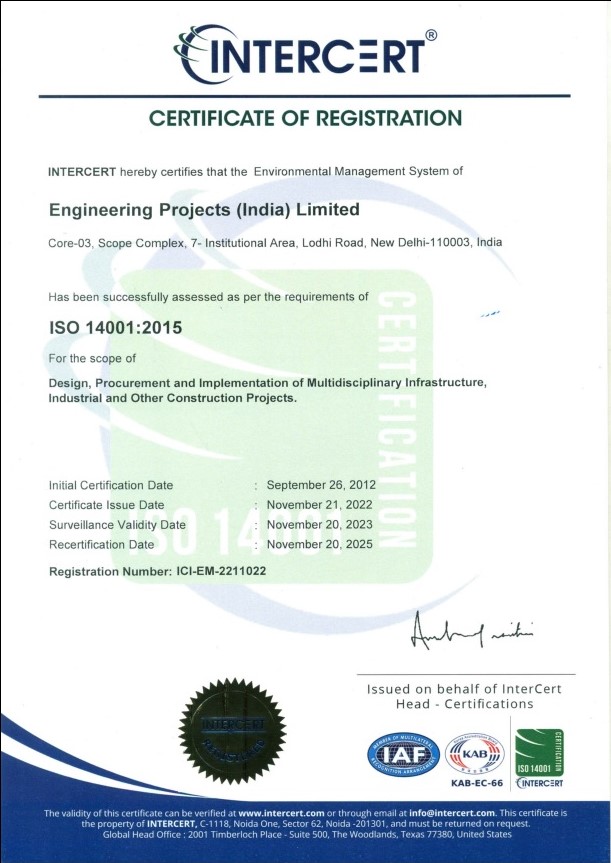 INTERCERT®
CERTIFICATE OF REGISTRATION
INTERCERT hereby certifies that the Environmental Management System of
Engineering Projects (India) Limited
Core-03, Scope Complex, 7- Institutional Area, Lodhi Road, New Delhi-110003, India
Has been successfully assessed as per the requirements of
ISO 14001:2015
For the scope of
Design, Procurement and Implementation of Multidisciplinary Infrastructure,
Industrial and Other Construction Projects.
CERTIFICATION
ISO 14001
Initial Certification Date : September 26, 2012
Certificate Issue Date : November 21, 2022
Surveillance Validity Date : November 20, 2023
Recertification Date : November 20, 2025
Registration Number: ICI-EM-2211022
Issued on behalf of InterCert
Head - Certifications
INTERCERT
MEMBER OF MULTILATERAL
IAF
RECOGNITION ARRANGEMENT
KAB
KAB-EC-66
CERTIFICATION
ISO 14001
INTERCERT
The validity of this certificate can be verified at www.intercert.com or through email at info@intercert.com. This certificate is
the property of INTERCERT, C-1118, Noida One, Sector 62, Noida -201301, and must be returned on request.
Global Head Office : 2001 Timberloch Place - Suite 500, The Woodlands, Texas 77380, United States